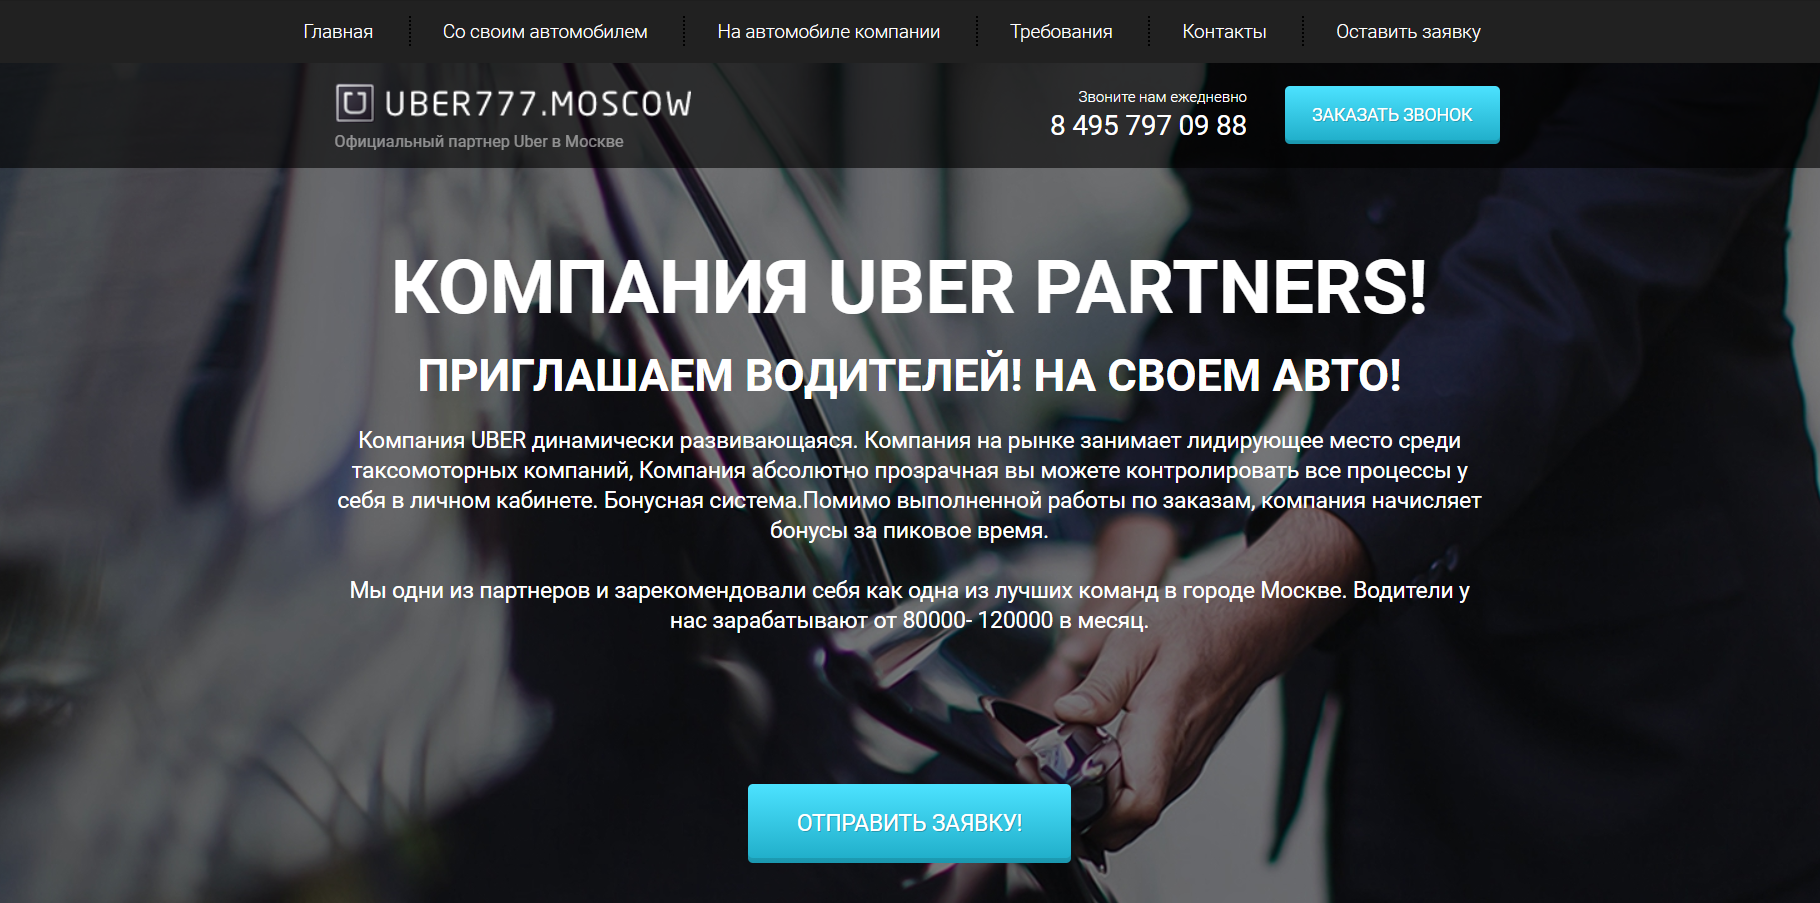 Главная
Со своим автомобилем
На автомобиле компании
Требования
Контакты
Оставить заявку
UBER777.MOSCOW
Официальный партнер Uber в Москве
Звоните нам ежедневно
8 495 797 09 88
ЗАКАЗАТЬ ЗВОНОК
КОМПАНИЯ UBER PARTNERS!
ПРИГЛАШАЕМ ВОДИТЕЛЕЙ! НА СВОЕМ АВТО!
Компания UBER динамически развивающаяся. Компания на рынке занимает лидирующее место среди
таксомоторных компаний, Компания абсолютно прозрачная вы можете контролировать все процессы у
себя в личном кабинете. Бонусная система.Помимо выполненной работы по заказам, компания начисляет
бонусы за пиковое время.
Мы одни из партнеров и зарекомендовали себя как одна из лучших команд в городе Москве. Водители у
нас зарабатывают от 80000- 120000 в месяц.
ОТПРАВИТЬ ЗАЯВКУ!